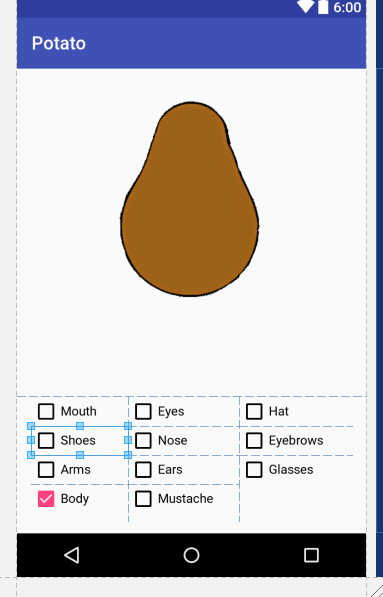 6:00
Potato
Mouth Eyes Hat
Shoes Nose Eyebrows
Arms Ears Glasses
Body Mustache